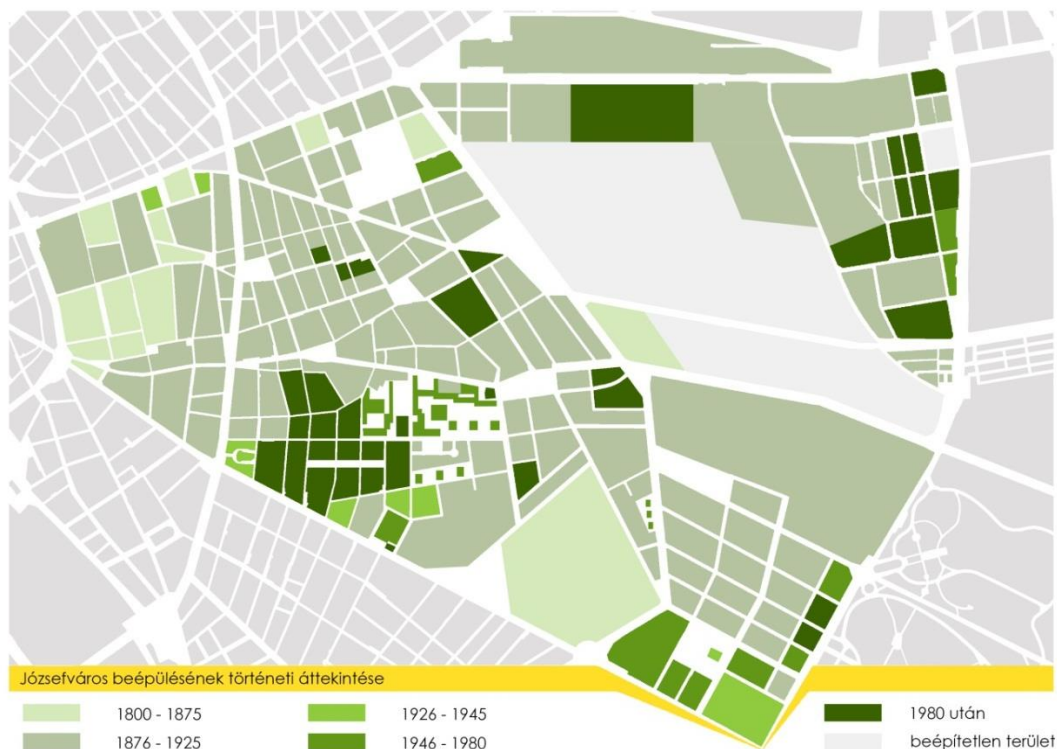 Józsefváros beépülésének történeti áttekintése
1800 - 1875
1926 - 1945
1980 után
1876 - 1925
1946 - 1980
beépítetlen terület